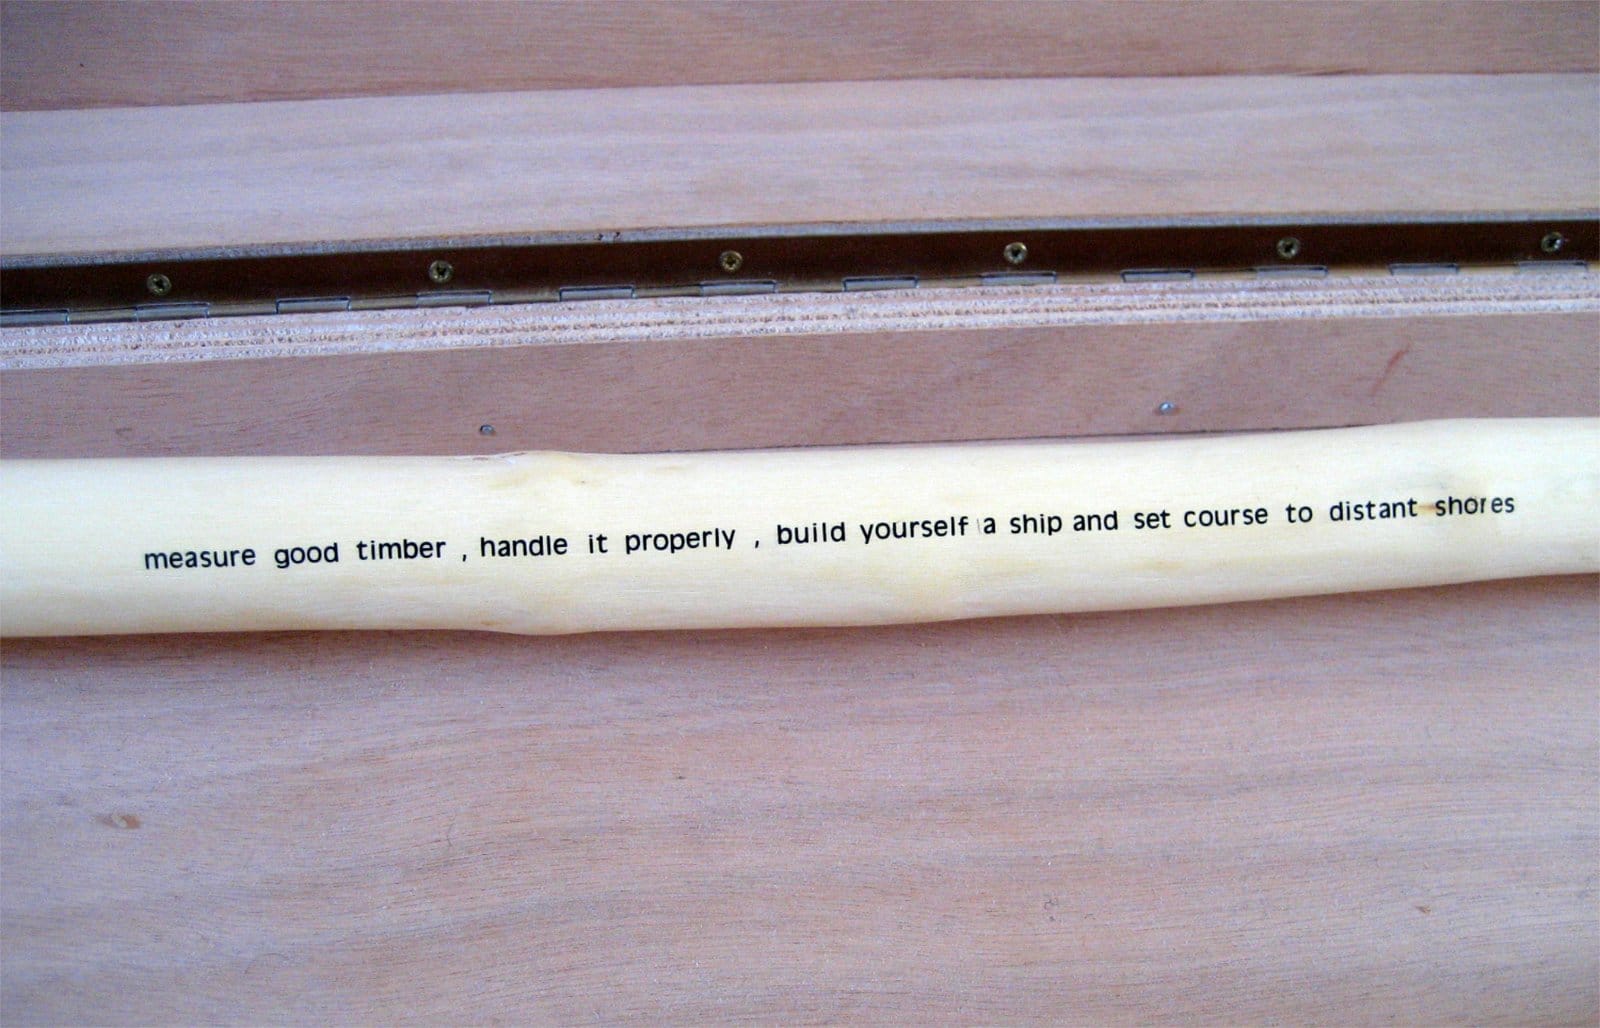 measure good timber , handle it properly , build yourself a ship and set course to distant shores